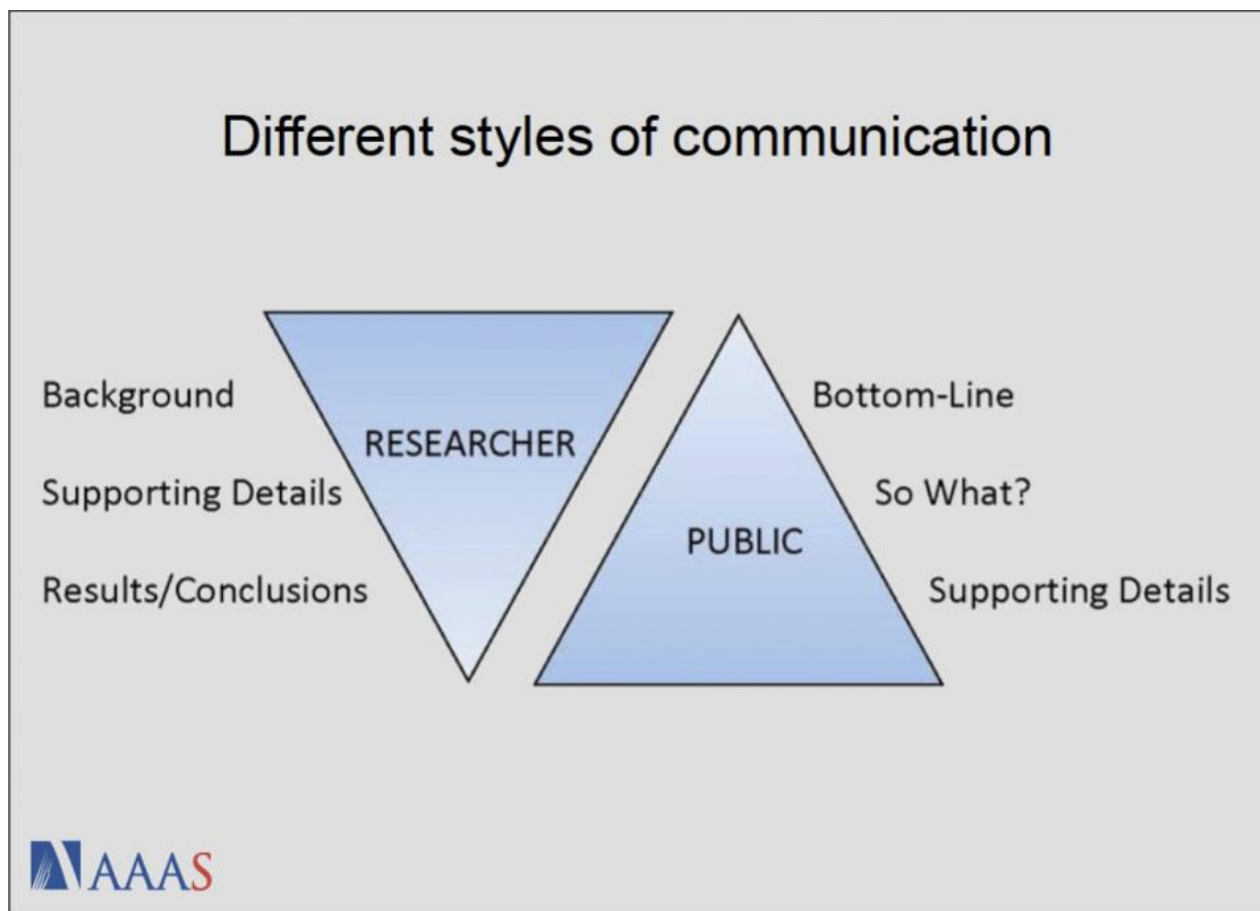 Different styles of communication
Background
Supporting Details
Results/Conclusions
RESEARCHER
PUBLIC
Bottom-Line
So What?
Supporting Details
AAAS